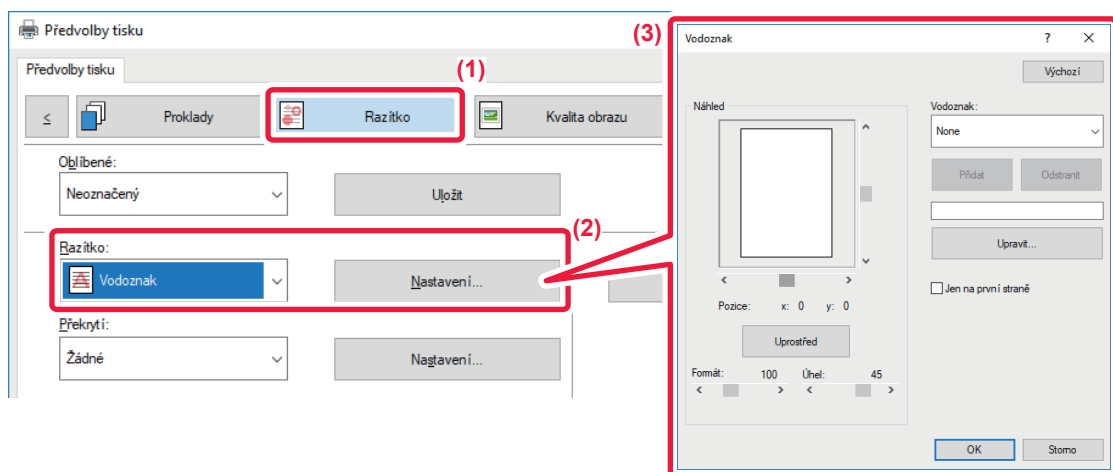 Předvolby tisku
Předvolby tisku
(1)
<
Proklady
Razítko
Kvalita obrazu
Oblíbené:
Neoznačený
Uložit
(2)
Razítko:
Vodoznak
Nastavení...
Překrytí:
Žádné
Nastavení...
(3)
Vodoznak
?
Výchozí
Náhled
Vodoznak:
None
Přidat
Odstranit
Upravit...
Jen na první straně
Pozice: x: 0 y: 0
Uprostřed
Formát: 100 Úhel: 45
OK
Storno